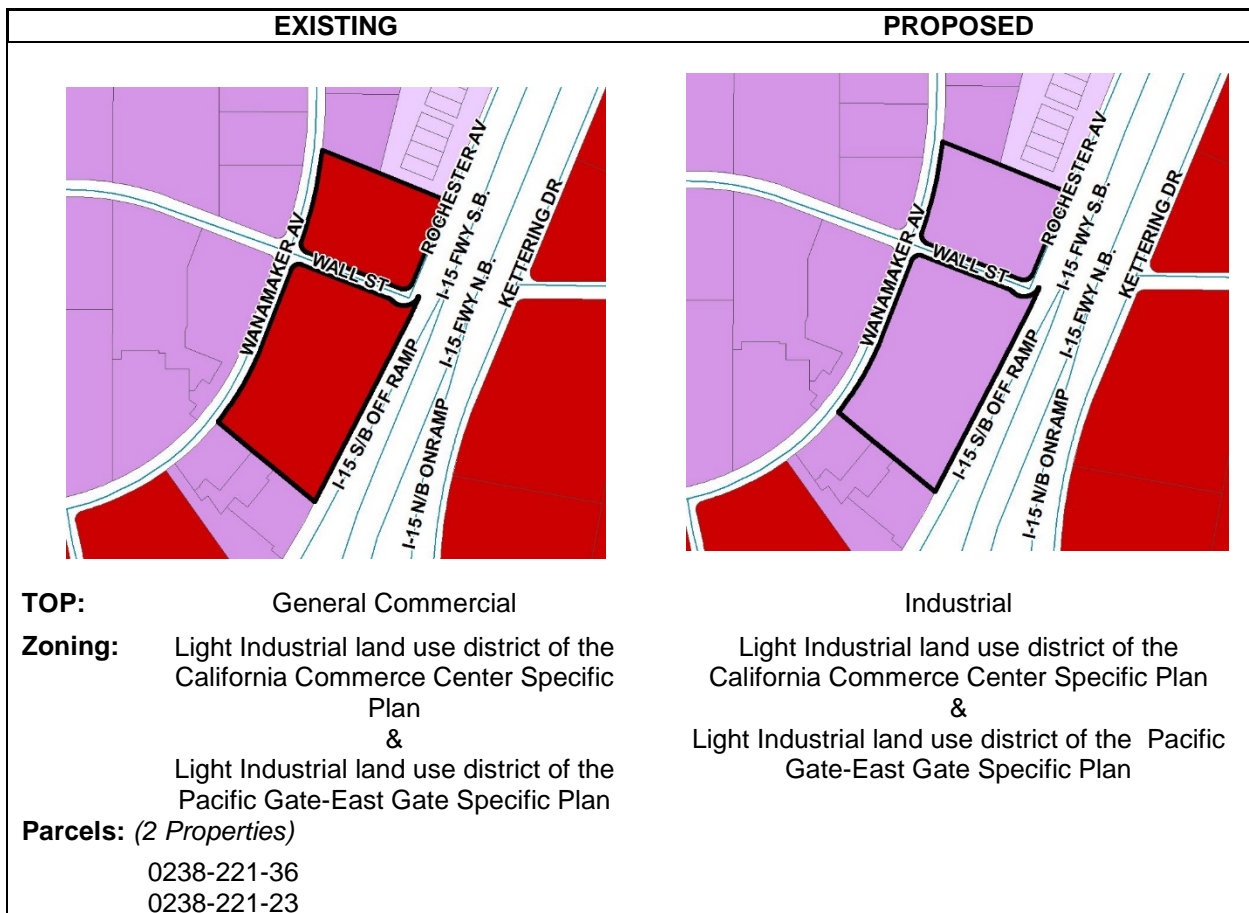 EXISTING
PROPOSED
WANAMAKER AV
WALL ST
ROCHESTER AV
I-15 FWY S.B.
I-15 FWY N.B.
KETTERING DR
I-15 S/B OFF RAMP
I-15 N/B ONRAMP
WANAMAKER AV
WALL ST
ROCHESTER AV
I-15 FWY S.B.
I-15 FWY N.B.
KETTERING DR
I-15 S/B OFF RAMP
I-15 N/B ONRAMP
TOP:
General Commercial
Industrial
Zoning:
Light Industrial land use district of the
California Commerce Center Specific
Plan
&
Light Industrial land use district of the
Pacific Gate-East Gate Specific Plan
Light Industrial land use district of the
California Commerce Center Specific Plan
&
Light Industrial land use district of the Pacific
Gate-East Gate Specific Plan
Parcels: (2 Properties)
0238-221-36
0238-221-23